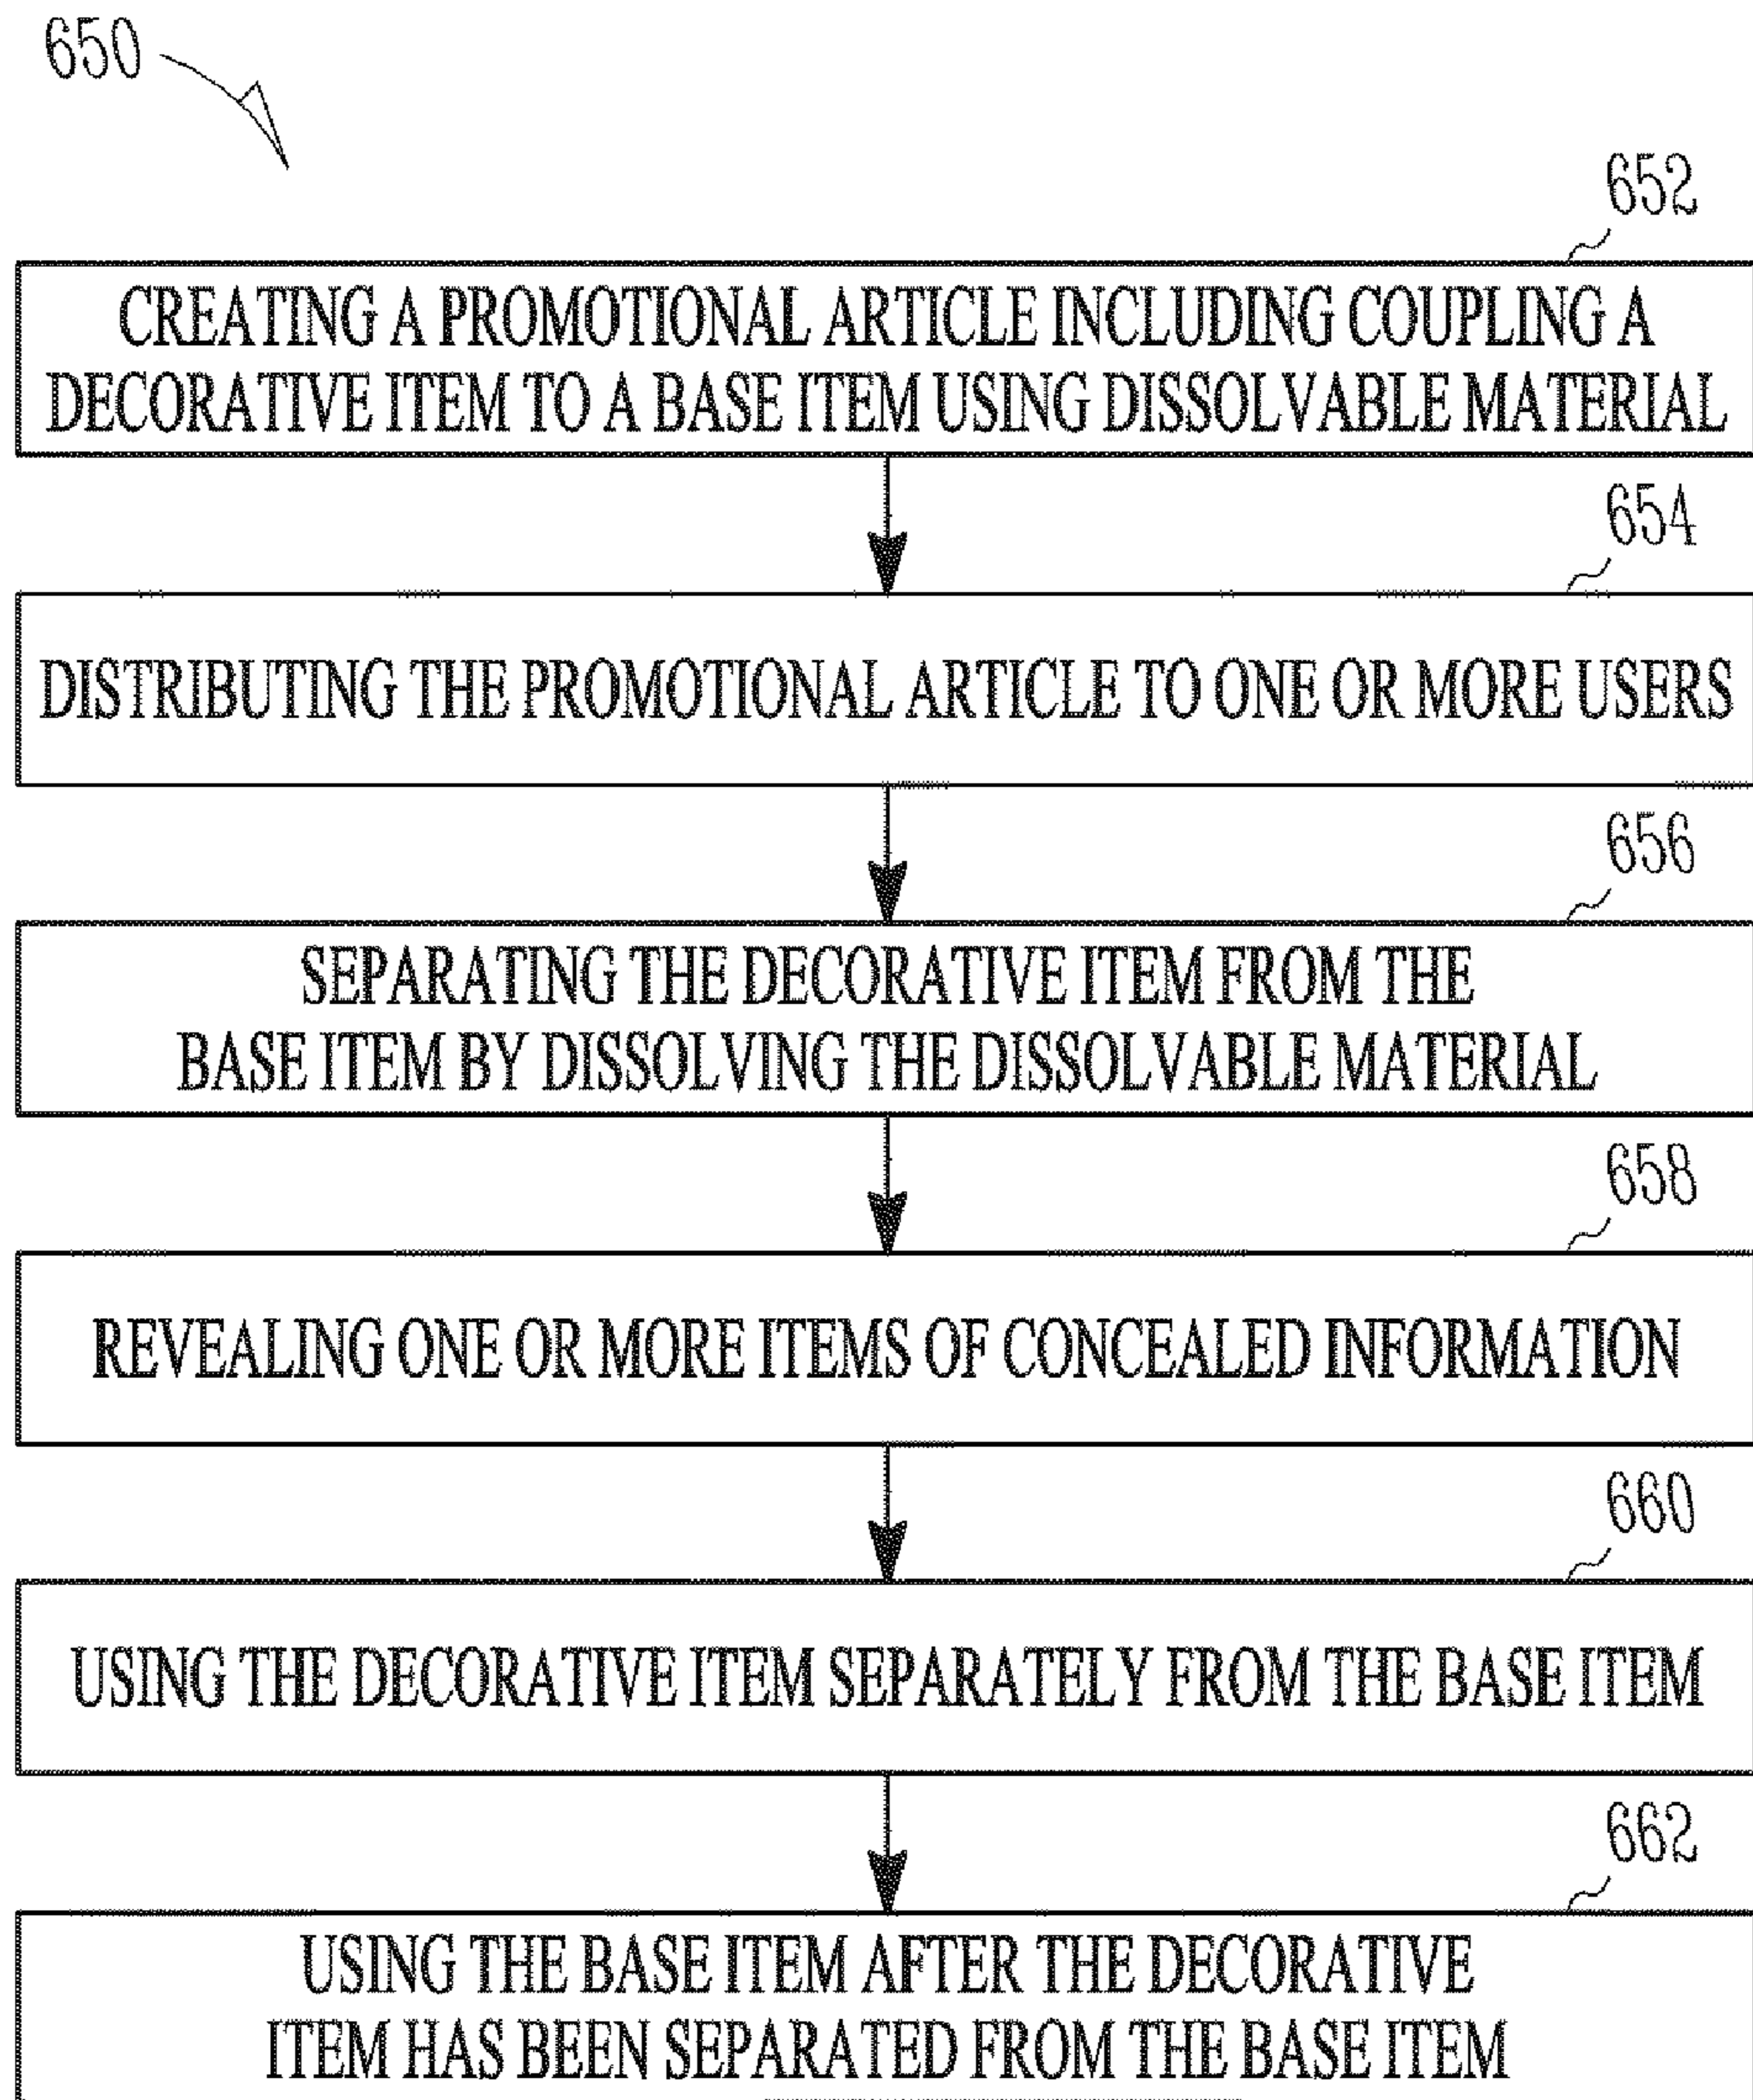 650
652
CREATING A PROMOTIONAL ARTICLE INCLUDING COUPLING A
DECORATIVE ITEM TO A BASE ITEM USING DISSOLVABLE MATERIAL
654
DISTRIBUTING THE PROMOTIONAL ARTICLE TO ONE OR MORE USERS
656
SEPARATING THE DECORATIVE ITEM FROM THE
BASE ITEM BY DISSOLVING THE DISSOLVABLE MATERIAL
658
REVEALING ONE OR MORE ITEMS OF CONCEALED INFORMATION
660
USING THE DECORATIVE ITEM SEPARATELY FROM THE BASE ITEM
662
USING THE BASE ITEM AFTER THE DECORATIVE
ITEM HAS BEEN SEPARATED FROM THE BASE ITEM